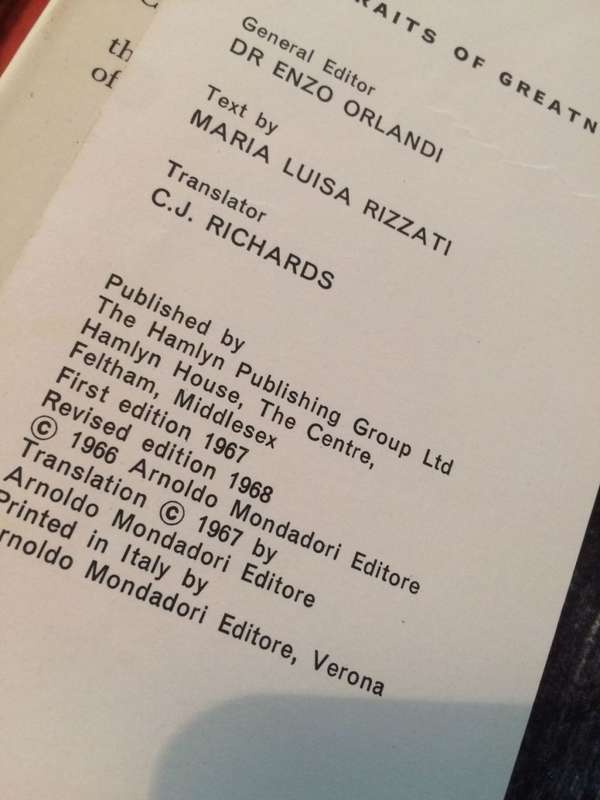 th
of
RAITS OF GREATN
General Editor
DR ENZO ORLANDI
Text by
MARIA LUISA RIZZATI
Translator
C.J. RICHARDS
Published by
The Hamlyn Publishing Group Ltd
Hamlyn House, The Centre,
Feltham, Middlesex
First edition 1967
Revised edition 1968
© 1966 Arnoldo Mondadori Editore
Translation © 1967 by
Arnoldo Mondadori Editore
Printed in Italy by
rnoldo Mondadori Editore, Verona